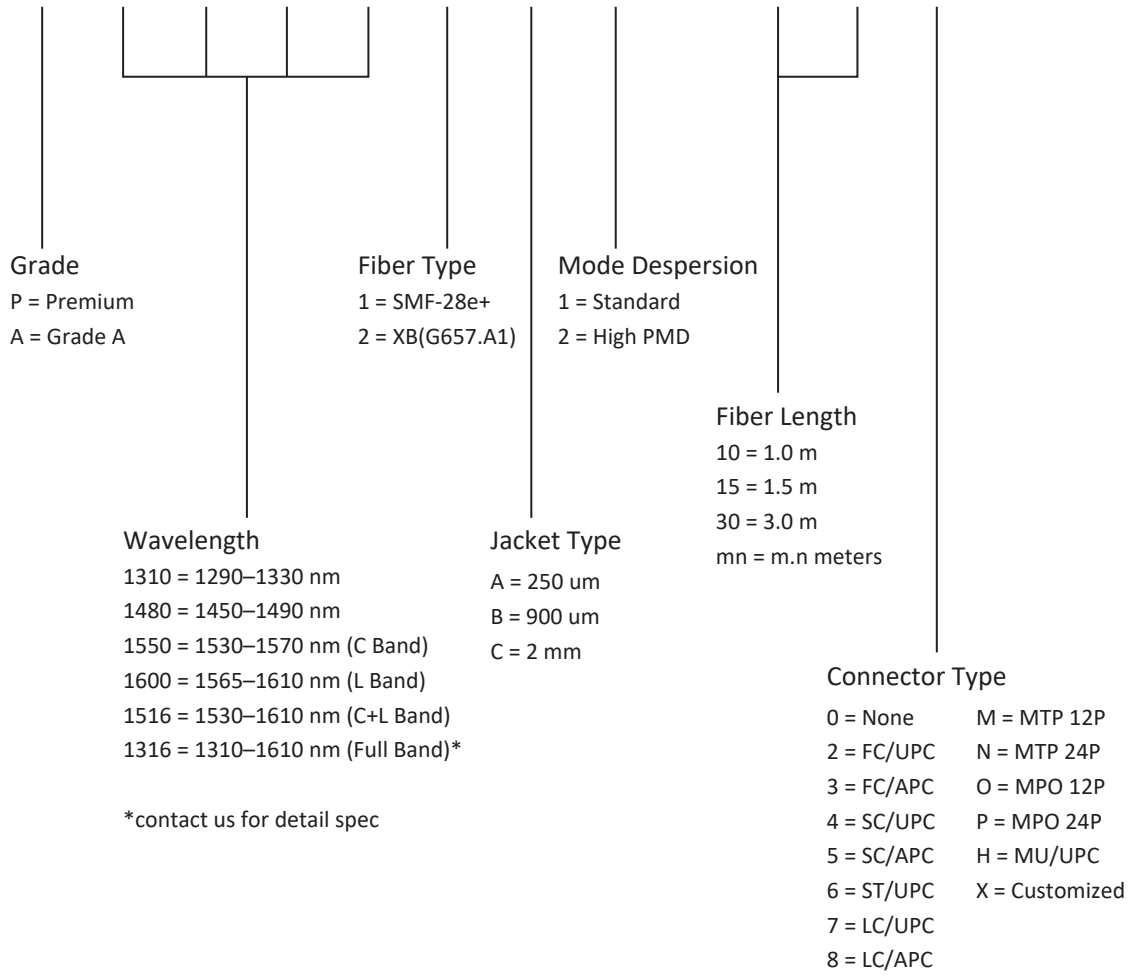 Grade
P = Premium
A = Grade A
Fiber Type
1 = SMF-28e+
2 = XB(G657.A1)
Mode Despersion
1 = Standard
2 = High PMD
Fiber Length
10 = 1.0 m
15 = 1.5 m
30 = 3.0 m
mn = m.n meters
Wavelength
1310 = 1290–1330 nm
1480 = 1450–1490 nm
1550 = 1530–1570 nm (C Band)
1600 = 1565–1610 nm (L Band)
1516 = 1530–1610 nm (C+L Band)
1316 = 1310–1610 nm (Full Band)*
*contact us for detail spec
Jacket Type
A = 250 um
B = 900 um
C = 2 mm
Connector Type
0 = None
2 = FC/UPC
3 = FC/APC
4 = SC/UPC
5 = SC/APC
6 = ST/UPC
7 = LC/UPC
8 = LC/APC
M = MTP 12P
N = MTP 24P
O = MPO 12P
P = MPO 24P
H = MU/UPC
X = Customized